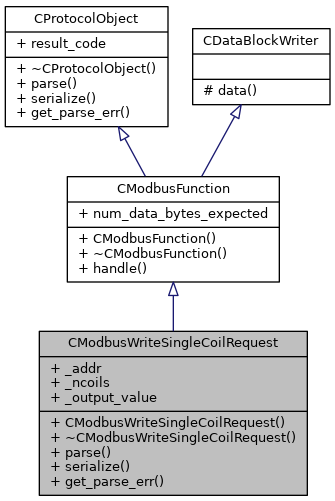 CProtocolObject
+ result_code
+ ~CProtocolObject()
+ parse()
+ serialize()
+ get_parse_err()
CDataBlockWriter
# data()
CModbusFunction
+ num_data_bytes_expected
+ CModbusFunction()
+ ~CModbusFunction()
+ handle()
CModbusWriteSingleCoilRequest
+ _addr
+ _ncoils
+ _output_value
+ CModbusWriteSingleCoilRequest()
+ ~CModbusWriteSingleCoilRequest()
+ parse()
+ serialize()
+ get_parse_err()